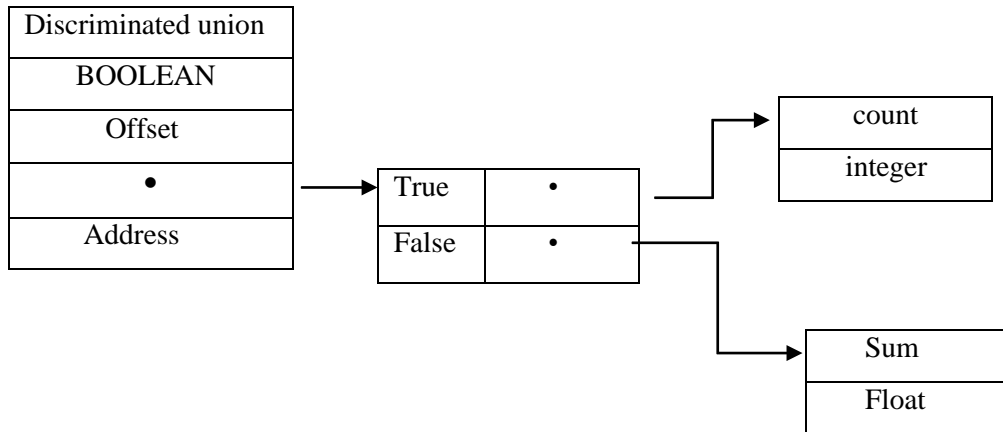 Discriminated union
BOOLEAN
Offset
•
Address
True •
False •
count
integer
Sum
Float